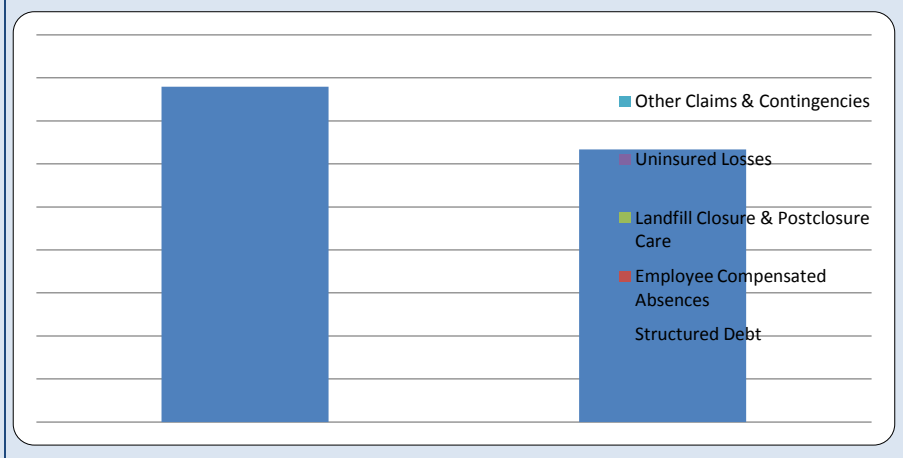 Other Claims & Contingencies
Uninsured Losses
Landfill Closure & Postclosure
Care
Employee Compensated
Absences
Structured Debt